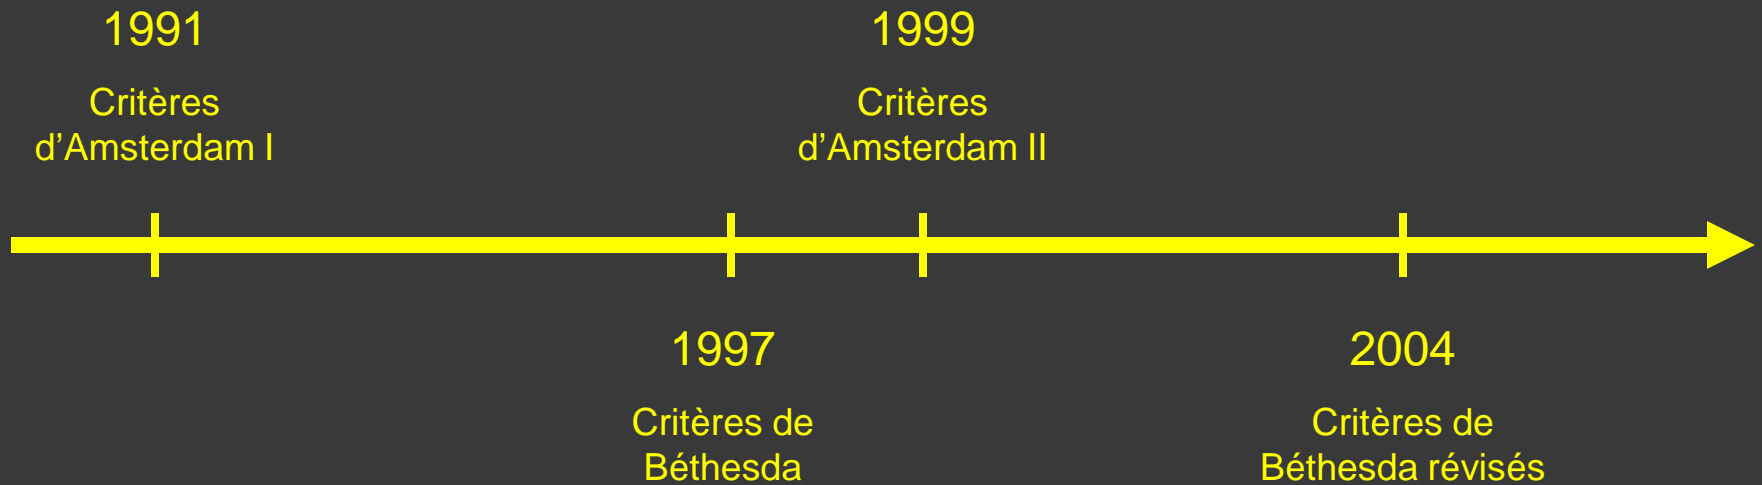 1991
Critères
d'Amsterdam I
1999
Critères
d'Amsterdam II
1997
Critères de
Béthesda
2004
Critères de
Béthesda révisés